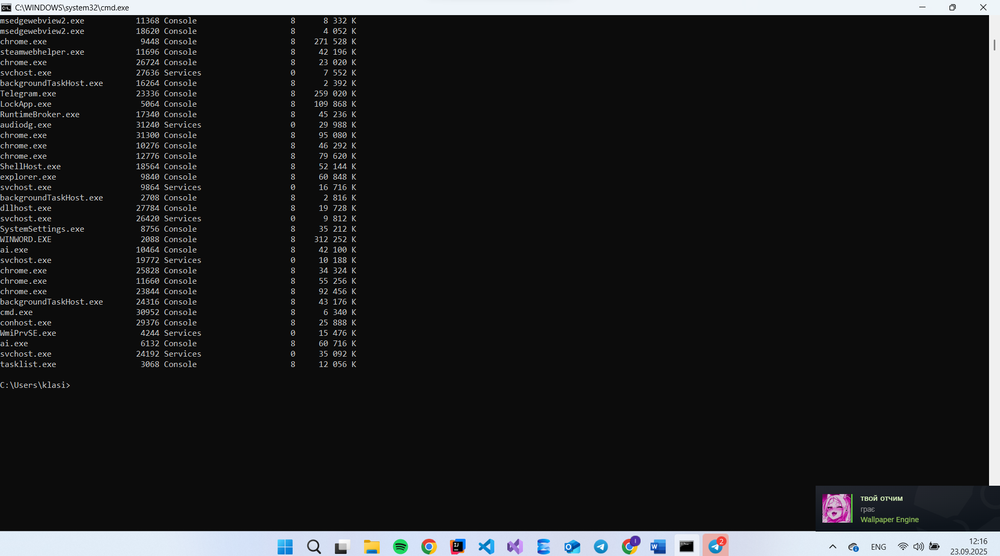 C:\WINDOWS\system32\cmd.exe
msedgewebview2.exe 11368 Console 8 8 332 K
msedgewebview2.exe 18620 Console 8 4 052 K
chrome.exe 9448 Console 8 271 528 K
steamwebhelper.exe 11696 Console 8 42 196 K
chrome.exe 26724 Console 8 23 020 K
svchost.exe 27636 Services 0 7 552 K
backgroundTaskHost.exe 16264 Console 8 2 392 K
Telegram.exe 23336 Console 8 259 020 K
LockApp.exe 5064 Console 8 109 868 K
RuntimeBroker.exe 17340 Console 8 45 236 K
audiodg.exe 31240 Services 0 29 988 K
chrome.exe 31300 Console 8 95 080 K
chrome.exe 10276 Console 8 46 292 K
chrome.exe 12776 Console 8 79 620 K
ShellHost.exe 18564 Console 8 52 144 K
explorer.exe 9840 Console 8 60 848 K
svchost.exe 9864 Services 0 16 716 K
backgroundTaskHost.exe 2708 Console 8 2 816 K
dllhost.exe 27784 Console 8 19 728 K
svchost.exe 26420 Services 0 9 812 K
SystemSettings.exe 8756 Console 8 35 212 K
WINWORD.EXE 2088 Console 8 312 252 K
ai.exe 10464 Console 8 42 100 K
svchost.exe 19772 Services 0 10 188 K
chrome.exe 25828 Console 8 34 324 K
chrome.exe 11660 Console 8 55 256 K
chrome.exe 23844 Console 8 92 456 K
backgroundTaskHost.exe 24316 Console 8 43 176 K
cmd.exe 30952 Console 8 6 340 K
conhost.exe 29376 Console 8 25 888 K
WmiPrvSE.exe 4244 Services 0 15 476 K
ai.exe 6132 Console 8 60 716 K
svchost.exe 24192 Services 0 35 092 K
tasklist.exe 3068 Console 8 12 056 K
C:\Users\klasi>
твой отчим
грає
Wallpaper Engine
2
ENG
12:16
23.09.2025